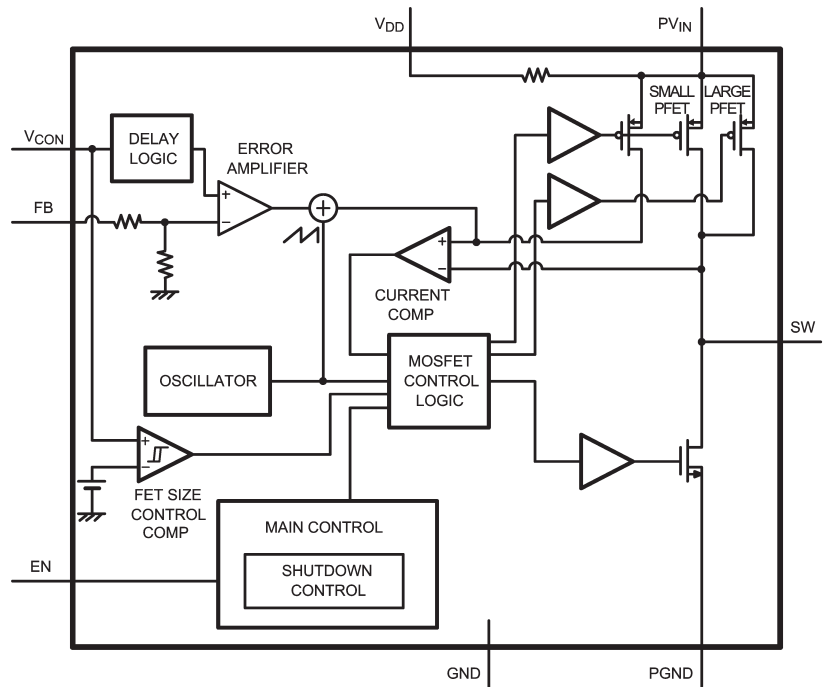 VDD
PVIN
SMALL
PFET
LARGE
PFET
VCON
DELAY
LOGIC
ERROR
AMPLIFIER
+
−
+
FB
+
−
CURRENT
COMP
SW
OSCILLATOR
MOSFET
CONTROL
LOGIC
+
−
FET SIZE
CONTROL
COMP
MAIN CONTROL
SHUTDOWN
CONTROL
EN
GND
PGND